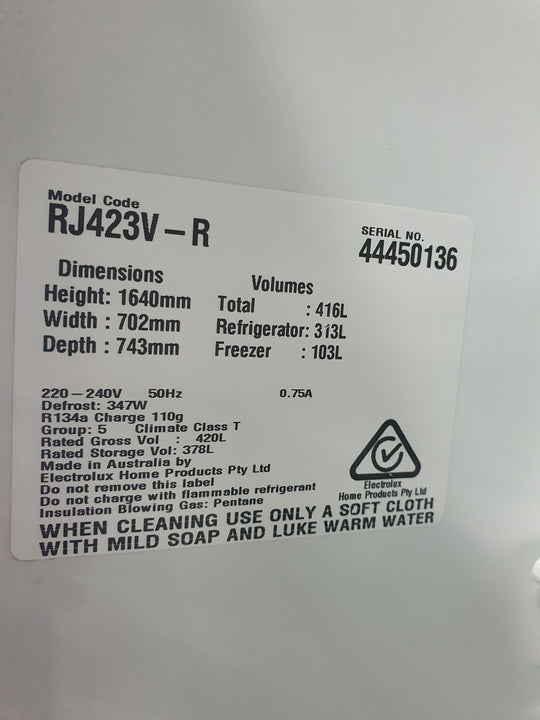 Model Code
RJ423V-R
SERIAL NO.
44450136
Dimensions
Height: 1640mm
Width : 702mm
Depth : 743mm
Volumes
Total : 416L
Refrigerator: 313L
Freezer : 103L
220-240V 50Hz 0.75A
Defrost: 347W
R134a Charge 110g
Group: 5 Climate Class T
Rated Gross Vol : 420L
Rated Storage Vol: 378L
Made in Australia by
Electrolux Home Products Pty Ltd
Do not remove this label
Do not charge with flammable refrigerant
Insulation Blowing Gas: Pentane
Electrolux
Home Products Pty Ltd
WHEN CLEANING USE ONLY A SOFT CLOTH
WITH MILD SOAP AND LUKE WARM WATER